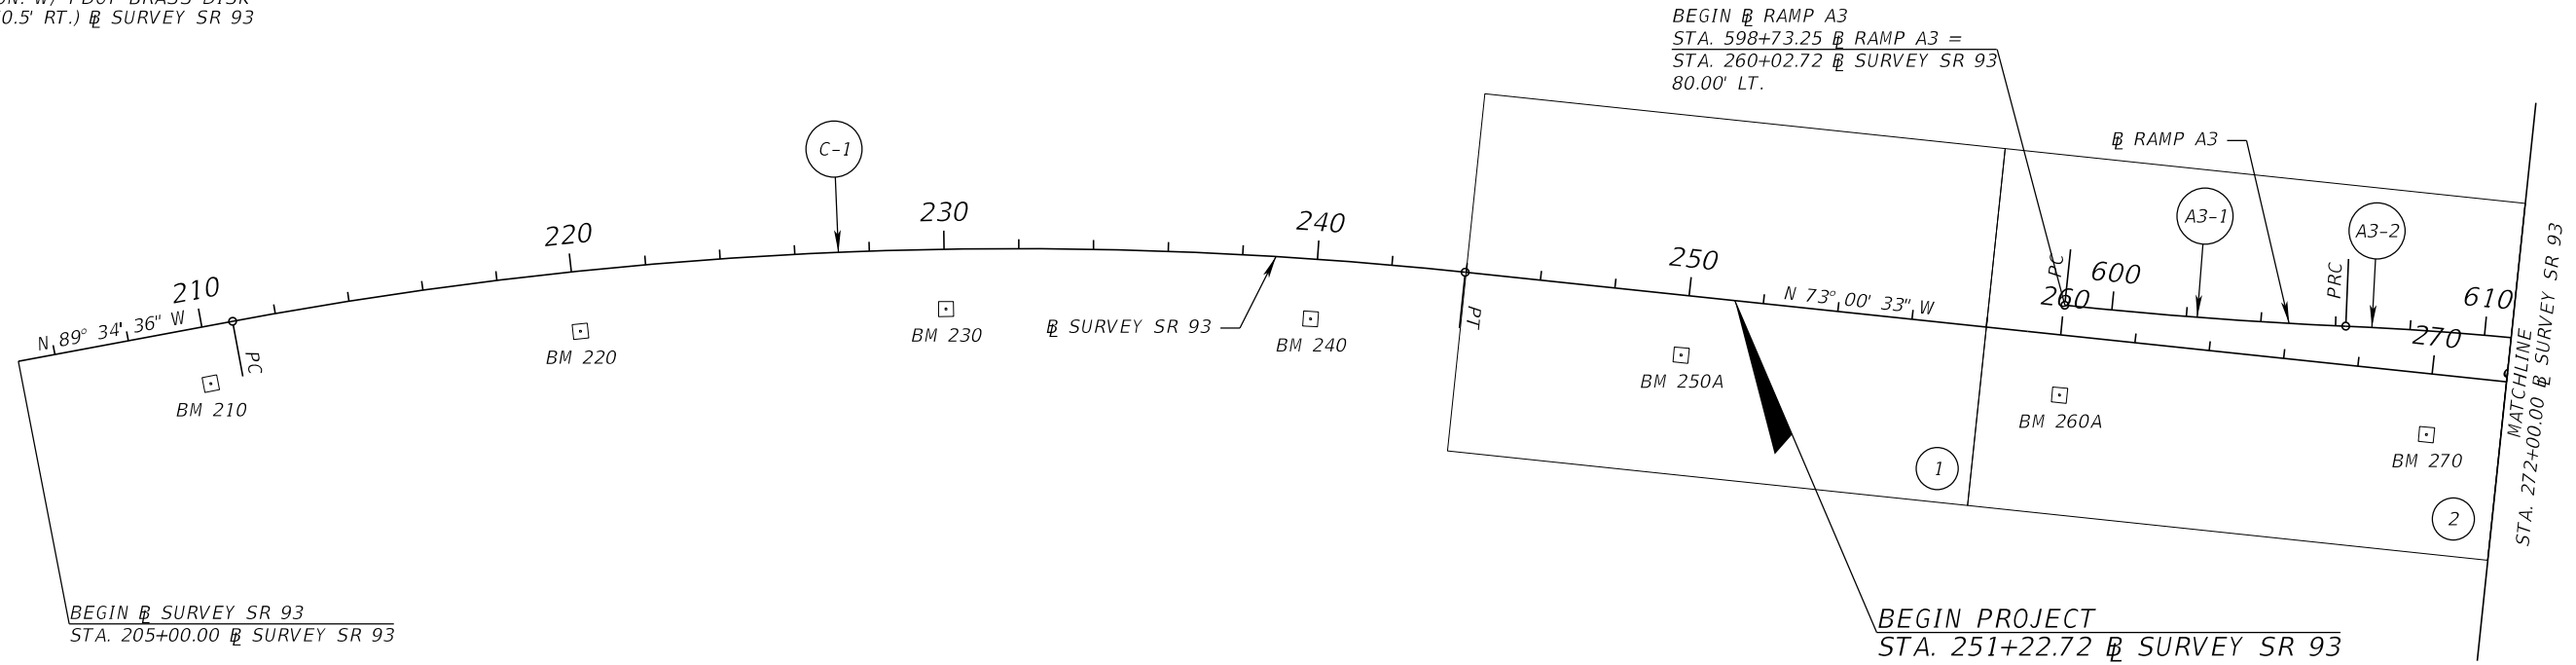 0.5' RT.) ℄ SURVEY SR 93
BEGIN ℄ RAMP A3
STA. 598+73.25 ℄ RAMP A3 =
STA. 260+02.72 ℄ SURVEY SR 93
80.00' LT.
℄ RAMP A3
C-1
A3-1
A3-2
210
220
230
240
250
260
270
600
610
PC
PT
PC
PRC
N 89° 34' 36" W
N 73° 00' 33" W
℄ SURVEY SR 93
BM 210
BM 220
BM 230
BM 240
BM 250A
BM 260A
BM 270
1
2
MATCHLINE
STA. 272+00.00 ℄ SURVEY SR 93
BEGIN ℄ SURVEY SR 93
STA. 205+00.00 ℄ SURVEY SR 93
BEGIN PROJECT
STA. 251+22.72 ℄ SURVEY SR 93